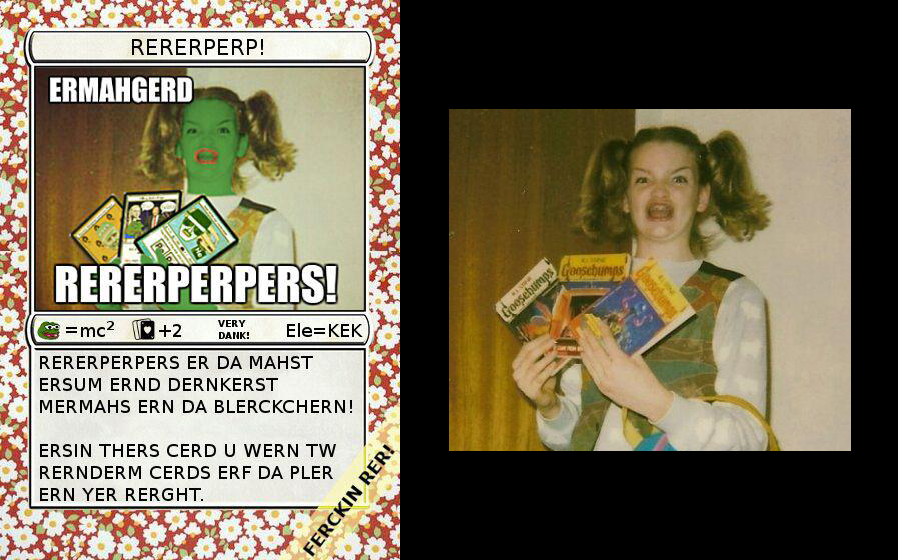 RERERPERP!
ERMAHGERD
RERERPERPERS!
=mc²
+2
VERY
DANK!
Ele=KEK
RERERPERPERS ER DA MAHST
ERSUM ERND DERNKERST
MERMAHS ERN DA BLERCKCHERN!
ERSIN THERS CERD U WERN TW
RERNDERM CERDS ERF DA PLER
ERN YER RERGHT.
FERCKIN RER!
Goosebumps
Goosebumps
Goosebumps